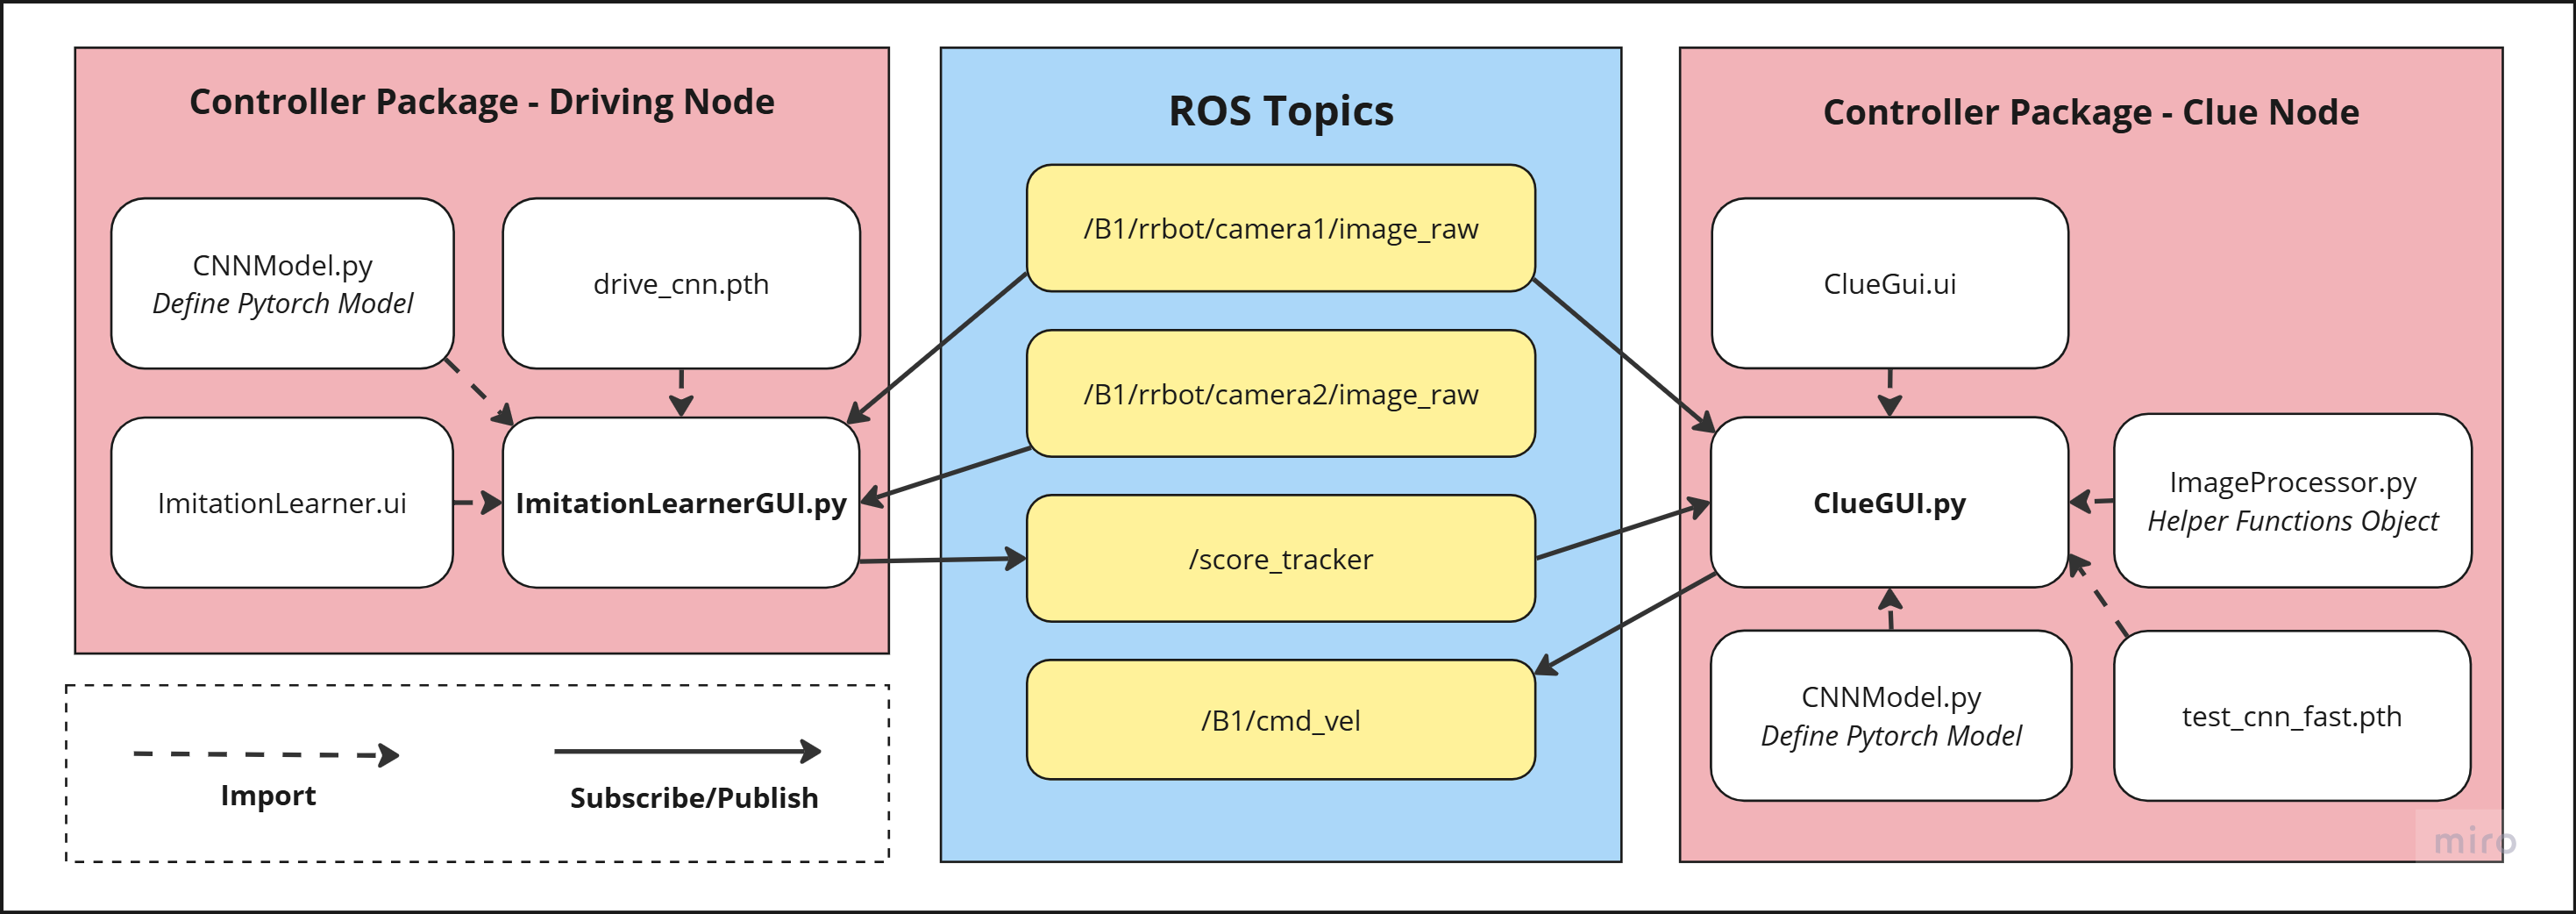 Controller Package - Driving Node
CNNModel.py
Define Pytorch Model
drive_cnn.pth
ImitationLearner.ui
ImitationLearnerGUI.py
Import
Subscribe/Publish
ROS Topics
/B1/rrbot/camera1/image_raw
/B1/rrbot/camera2/image_raw
/score_tracker
/B1/cmd_vel
Controller Package - Clue Node
ClueGui.ui
ClueGUI.py
ImageProcessor.py
Helper Functions Object
CNNModel.py
Define Pytorch Model
test_cnn_fast.pth
miro